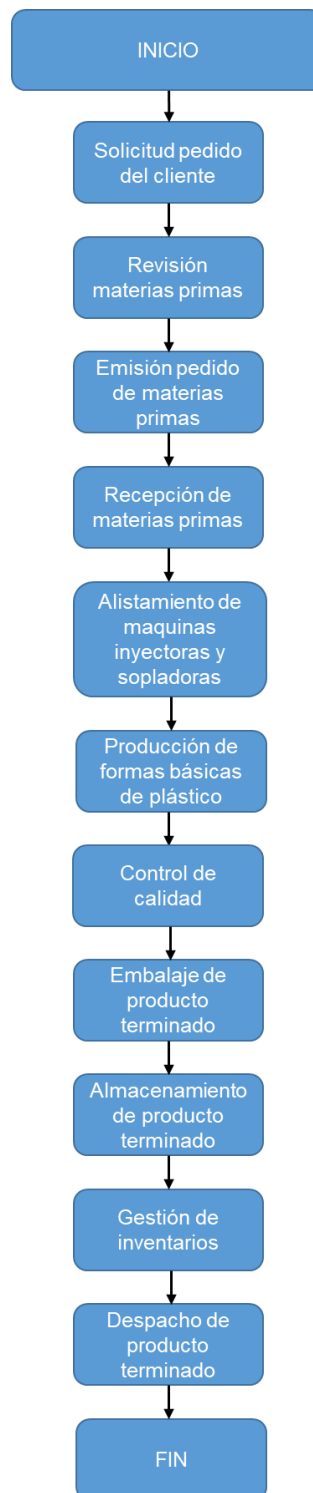 INICIO
Solicitud pedido
del cliente
Revisión
materias primas
Emisión pedido
de materias
primas
Recepción de
materias primas
Alistamiento de
maquinas
inyectoras y
sopladoras
Producción de
formas básicas
de plástico
Control de
calidad
Embalaje de
producto
terminado
Almacenamiento
de producto
terminado
Gestión de
inventarios
Despacho de
producto
terminado
FIN